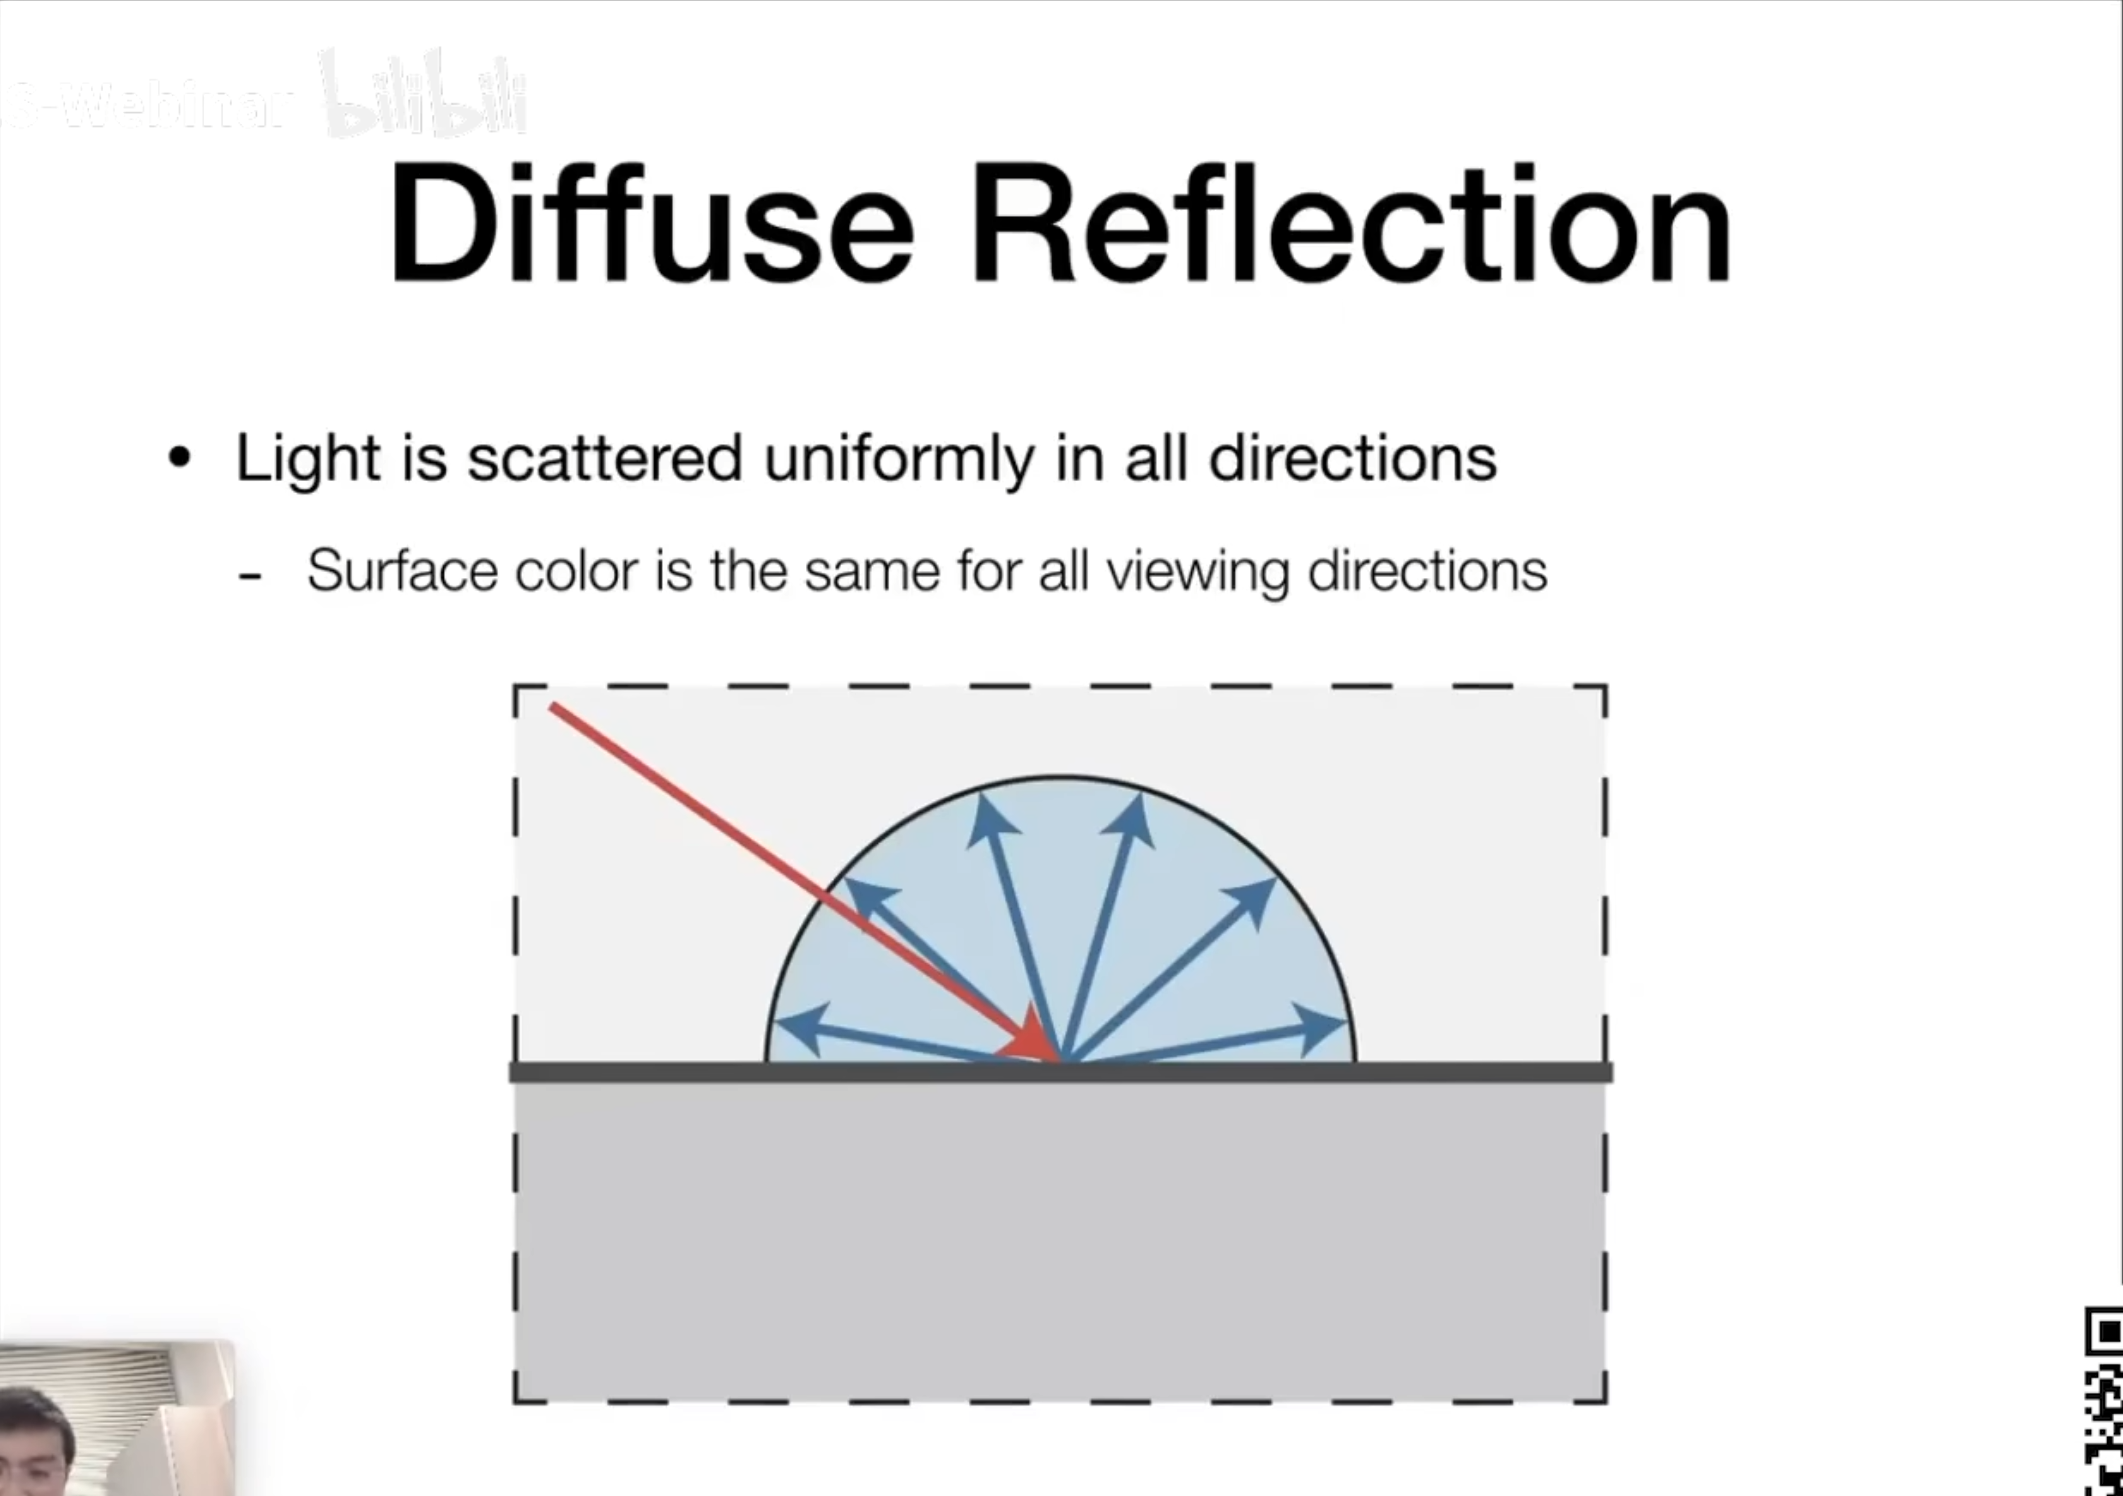 S-Webinar bilibili
Diffuse Reflection
• Light is scattered uniformly in all directions
- Surface color is the same for all viewing directions